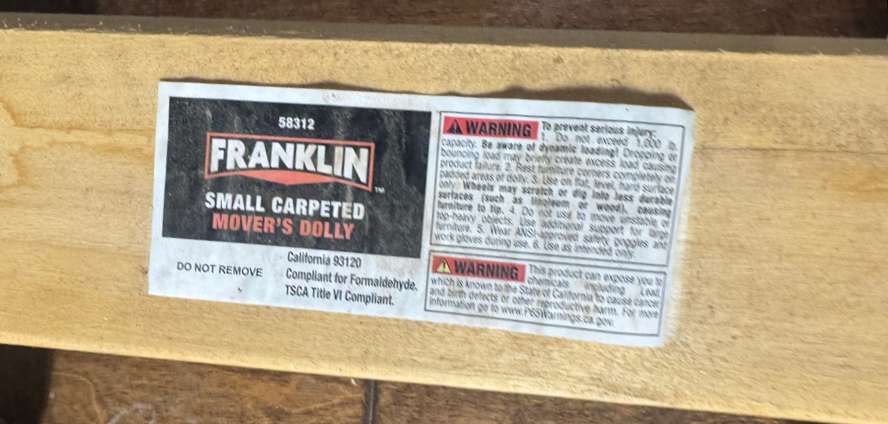 58312
FRANKLIN™
SMALL CARPETED
MOVER'S DOLLY
DO NOT REMOVE
California 93120
Compliant for Formaldehyde.
TSCA Title VI Compliant.
WARNING To prevent serious injury:
1. Do not exceed 1,000 lb.
capacity. Be aware of dynamic loading! Dropping or
bouncing load may briefly create excess load causing
product failure. 2. Rest furniture corners completely on
padded areas of dolly. 3. Use on flat, level, hard surface
only. Wheels may scratch or dig into less durable
surfaces (such as linoleum or wood), causing
furniture to tip. 4. Do not use to move unstable or
top-heavy objects. Use additional support for large
furniture. 5. Wear ANSI-approved safety goggles and
work gloves during use. 6. Use as intended only.
WARNING This product can expose you to
chemicals including Lead
which is known to the State of California to cause cancer
and birth defects or other reproductive harm. For more
information go to www.P65Warnings.ca.gov